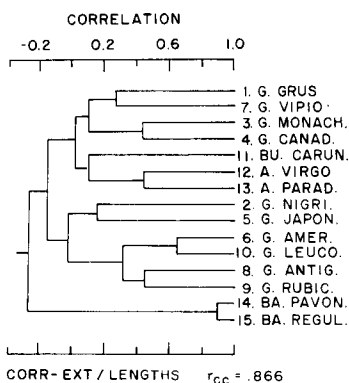 CORRELATION
-0.2 0.2 0.6 1.0
1. G. GRUS
7. G. VIPIO
3. G. MONACH.
4. G. CANAD.
11. BU. CARUN.
12. A. VIRGO
13. A. PARAD.
2. G. NIGRI.
5. G. JAPON.
6. G. AMER.
10. G. LEUCO.
8. G. ANTIG.
9. G. RUBIC.
14. BA. PAVON.
15. BA. REGUL.
CORR-EXT / LENGTHS rcc = .866